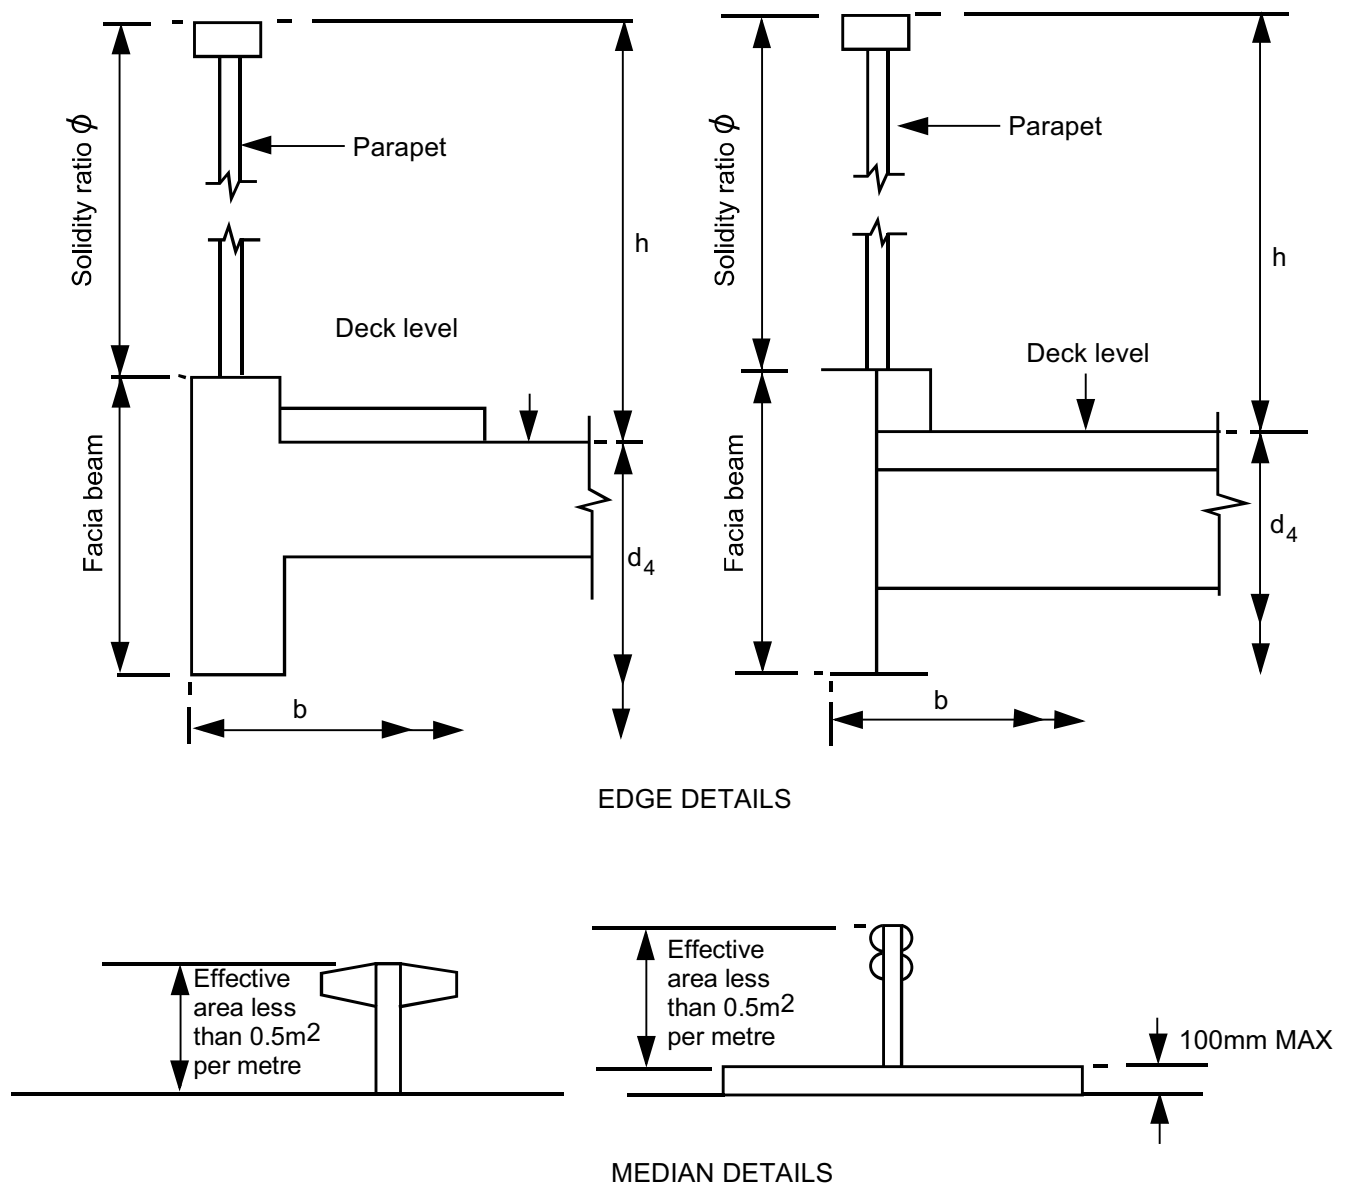 Solidity ratio ϕ
Parapet
h
Deck level
Facia beam
d4
b
Solidity ratio ϕ
Parapet
h
Deck level
Facia beam
d4
b
EDGE DETAILS
Effective
area less
than 0.5m2
per metre
Effective
area less
than 0.5m2
per metre
100mm MAX
MEDIAN DETAILS